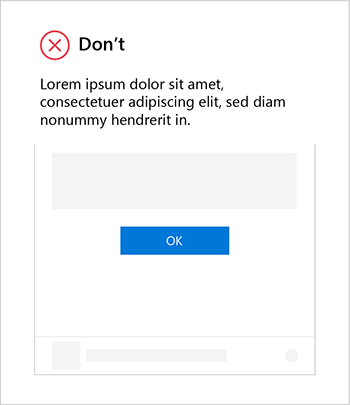 Don’t
Lorem ipsum dolor sit amet,
consectetuer adipiscing elit, sed diam
nonummy hendrerit in.
OK